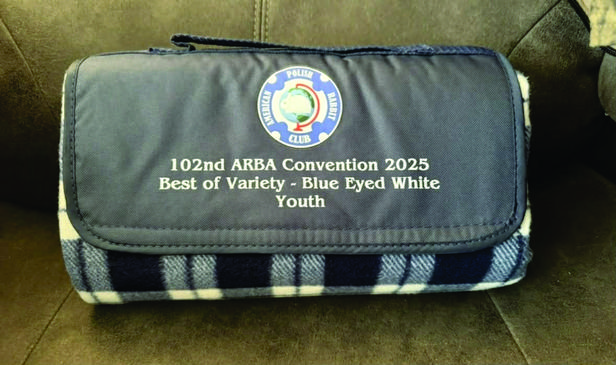 AMERICAN POLISH RABBIT CLUB
102nd ARBA Convention 2025
Best of Variety - Blue Eyed White
Youth